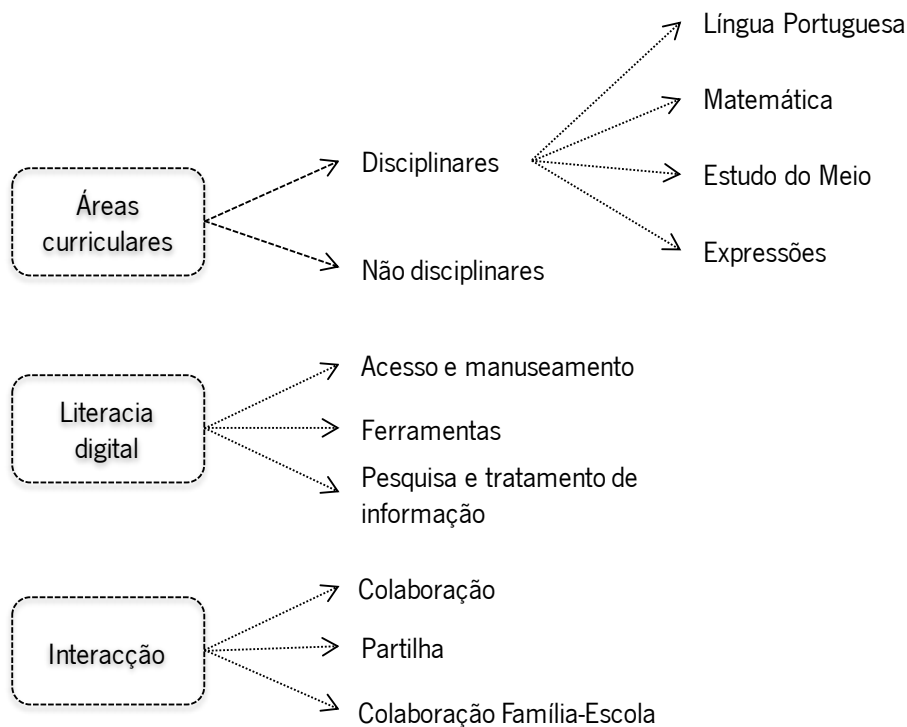 Áreas
curriculares
Disciplinares
Não disciplinares
Língua Portuguesa
Matemática
Estudo do Meio
Expressões
Literacia
digital
Acesso e manuseamento
Ferramentas
Pesquisa e tratamento de
informação
Interacção
Colaboração
Partilha
Colaboração Família-Escola